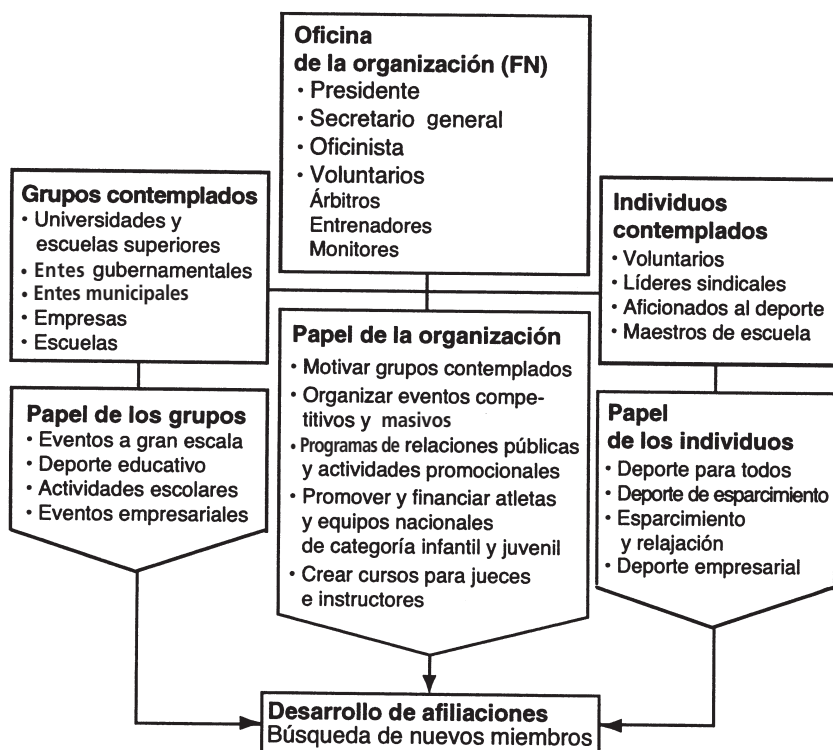 Oficina
de la organización (FN)
• Presidente
• Secretario general
• Oficinista
• Voluntarios
Árbitros
Entrenadores
Monitores
Grupos contemplados
• Universidades y
escuelas superiores
• Entes gubernamentales
• Entes municipales
• Empresas
• Escuelas
Individuos
contemplados
• Voluntarios
• Líderes sindicales
• Aficionados al deporte
• Maestros de escuela
Papel de la organización
• Motivar grupos contemplados
• Organizar eventos compe-
titivos y masivos
• Programas de relaciones públicas
y actividades promocionales
• Promover y financiar atletas
y equipos nacionales
de categoría infantil y juvenil
• Crear cursos para jueces
e instructores
Papel de los grupos
• Eventos a gran escala
• Deporte educativo
• Actividades escolares
• Eventos empresariales
Papel
de los individuos
• Deporte para todos
• Deporte de esparcimiento
• Esparcimiento
y relajación
• Deporte empresarial
Desarrollo de afiliaciones
Búsqueda de nuevos miembros